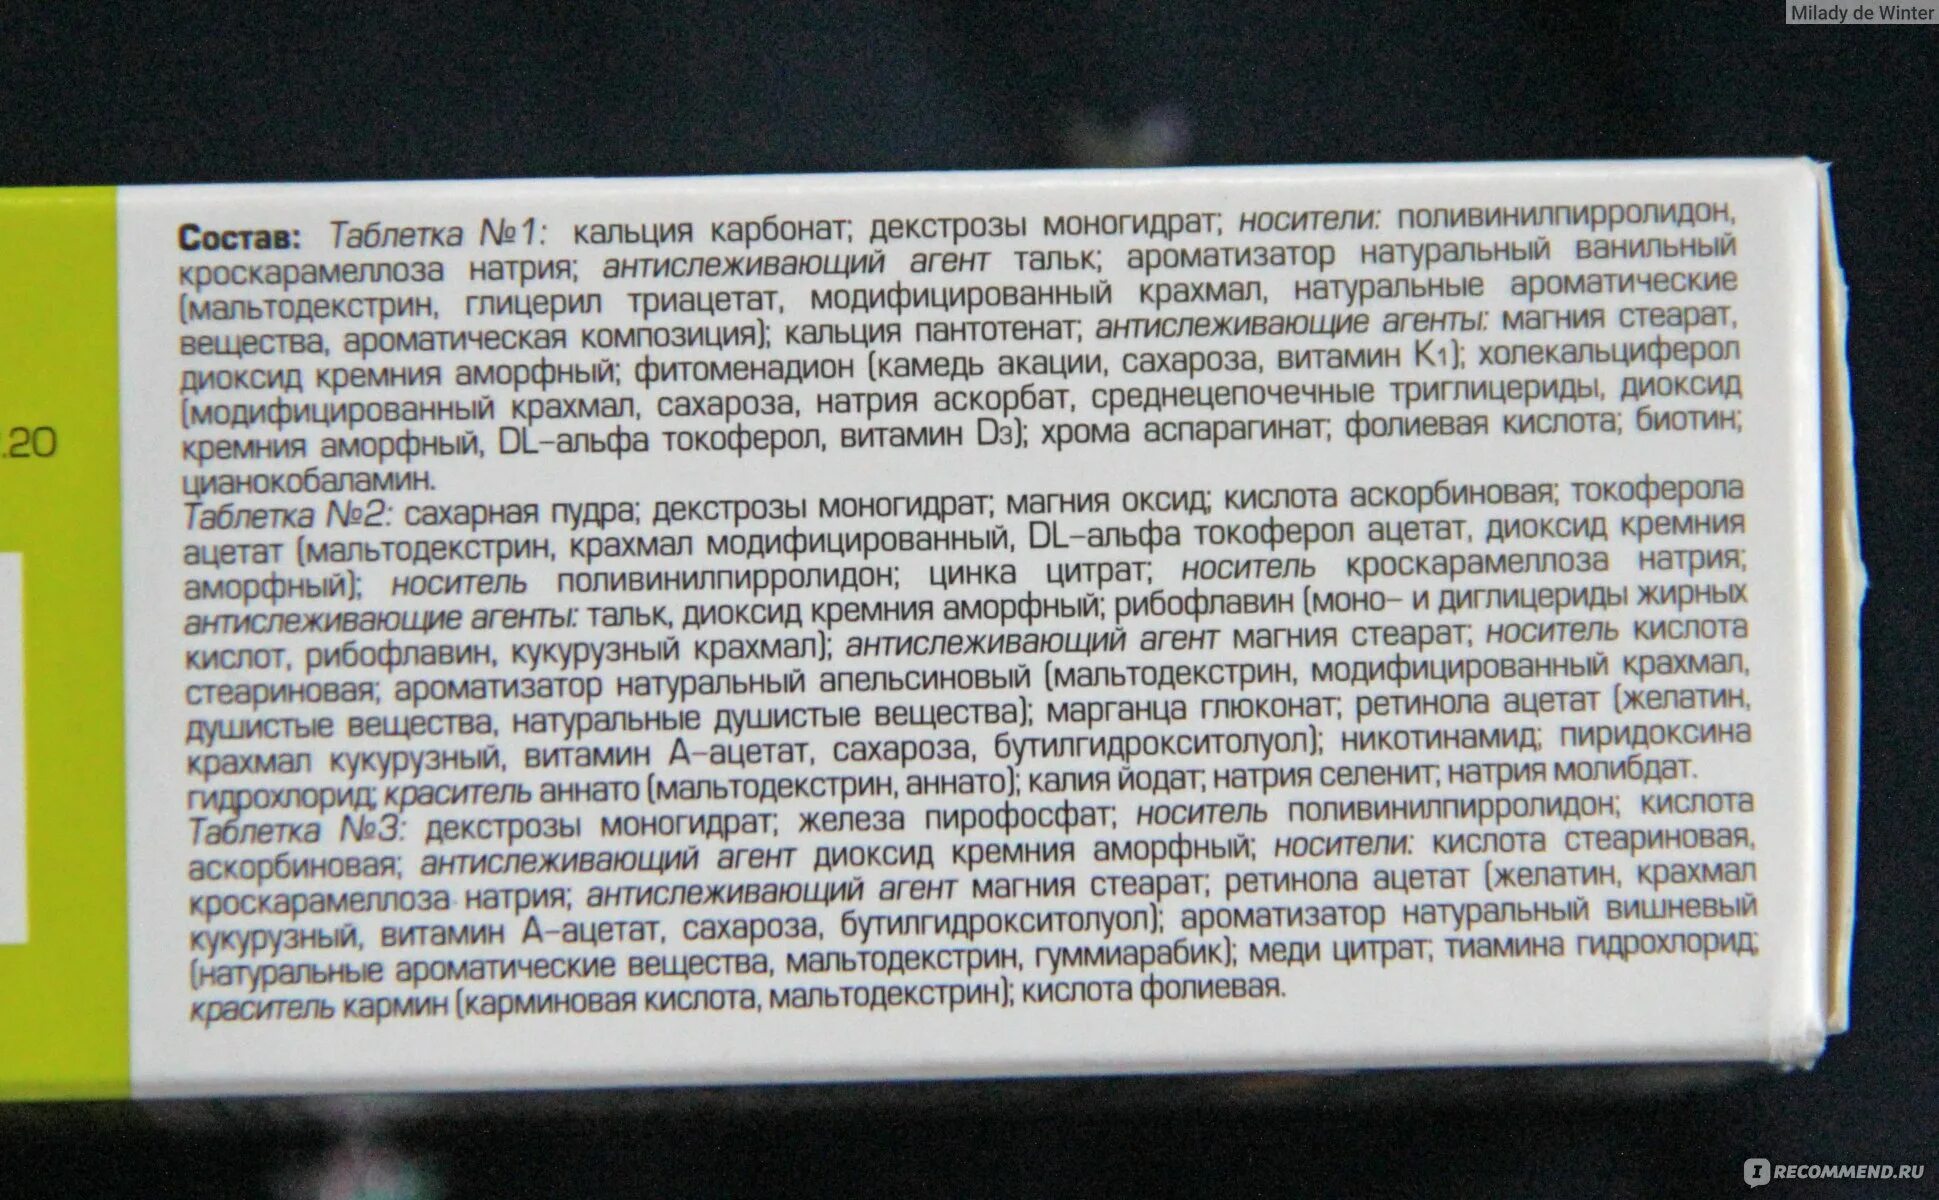 Milady de Winter
Состав: Таблетка №1: кальция карбонат; декстрозы моногидрат; носители: поливинилпирролидон,
кроскарамеллоза натрия; антислеживающий агент тальк; ароматизатор натуральный ванильный
(мальтодекстрин, глицерил триацетат, модифицированный крахмал, натуральные ароматические
вещества, ароматическая композиция); кальция пантотенат; антислеживающие агенты: магния стеарат,
диоксид кремния аморфный; фитоменадион (камедь акации, сахароза, витамин K1); холекальциферол
(модифицированный крахмал, сахароза, натрия аскорбат, среднецепочечные триглицериды, диоксид
кремния аморфный, DL-альфа токоферол, витамин D3); хрома аспарагинат; фолиевая кислота; биотин;
цианокобаламин.
Таблетка №2: сахарная пудра; декстрозы моногидрат; магния оксид; кислота аскорбиновая; токоферола
ацетат (мальтодекстрин, крахмал модифицированный, DL-альфа токоферол ацетат, диоксид кремния
аморфный); носитель поливинилпирролидон; цинка цитрат; носитель кроскарамеллоза натрия;
антислеживающие агенты: тальк, диоксид кремния аморфный; рибофлавин (моно- и диглицериды жирных
кислот, рибофлавин, кукурузный крахмал); антислеживающий агент магния стеарат; носитель кислота
стеариновая; ароматизатор натуральный апельсиновый (мальтодекстрин, модифицированный крахмал,
душистые вещества, натуральные душистые вещества); марганца глюконат; ретинола ацетат (желатин,
крахмал кукурузный, витамин А-ацетат, сахароза, бутилгидрокситолуол); никотинамид; пиридоксина
гидрохлорид; краситель аннато (мальтодекстрин, аннато); калия йодат; натрия селенит; натрия молибдат.
Таблетка №3: декстрозы моногидрат; железа пирофосфат; носитель поливинилпирролидон; кислота
аскорбиновая; антислеживающий агент диоксид кремния аморфный; носители: кислота стеариновая,
кроскарамеллоза натрия; антислеживающий агент магния стеарат; ретинола ацетат (желатин, крахмал
кукурузный, витамин А-ацетат, сахароза, бутилгидрокситолуол); ароматизатор натуральный вишневый
(натуральные ароматические вещества, мальтодекстрин, гуммиарабик); меди цитрат; тиамина гидрохлорид;
краситель кармин (карминовая кислота, мальтодекстрин); кислота фолиевая.
.20
RECOMMEND.RU